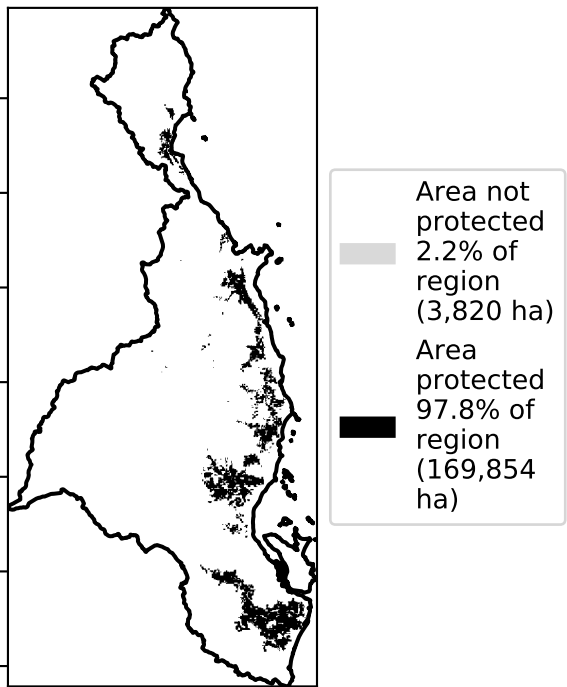 Area not
protected
2.2% of
region
(3,820 ha)
Area
protected
97.8% of
region
(169,854
ha)